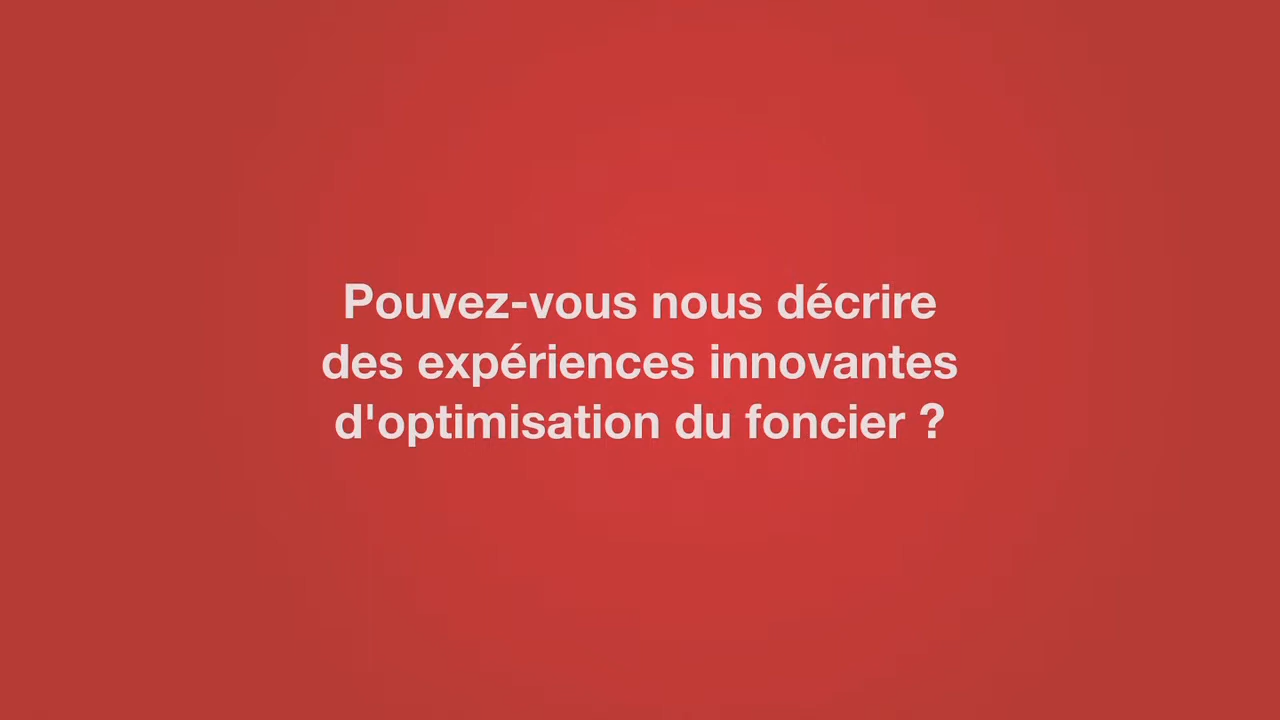 Pouvez-vous nous décrire
des expériences innovantes
d'optimisation du foncier ?